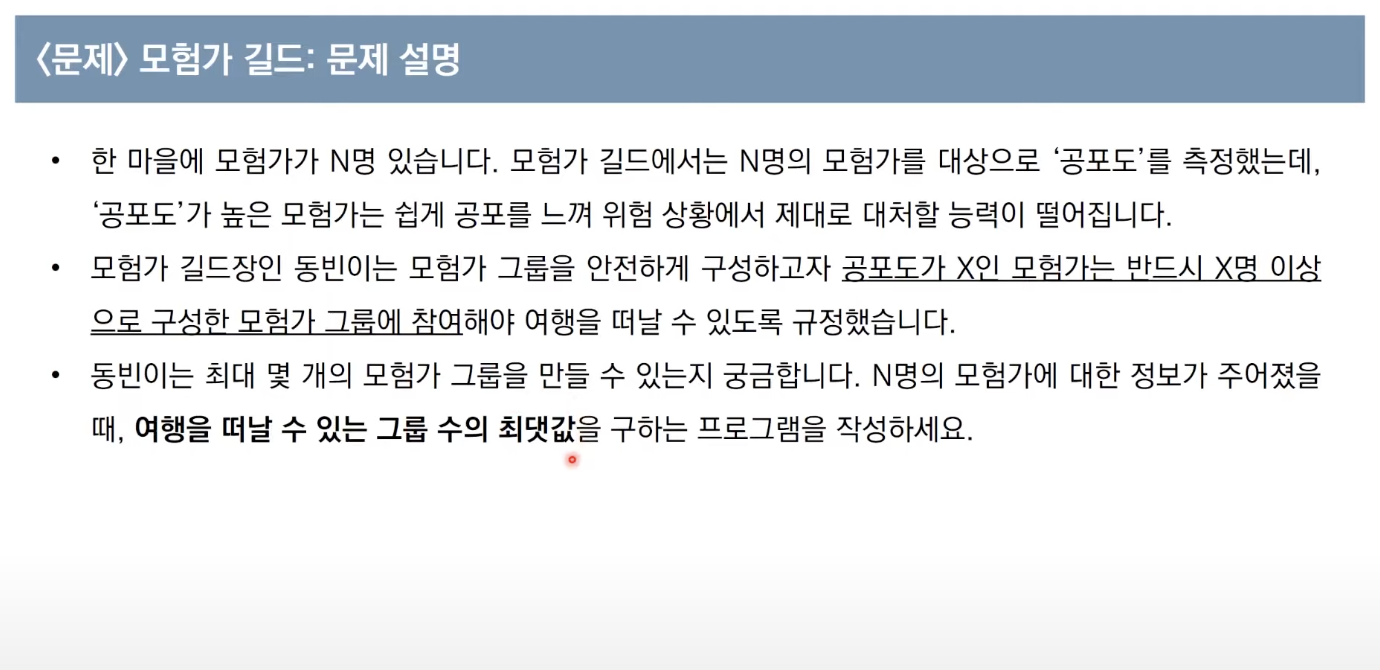 <문제> 모험가 길드: 문제 설명
• 한 마을에 모험가가 N명 있습니다. 모험가 길드에서는 N명의 모험가를 대상으로 ‘공포도’를 측정했는데,
‘공포도’가 높은 모험가는 쉽게 공포를 느껴 위험 상황에서 제대로 대처할 능력이 떨어집니다.
• 모험가 길드장인 동빈이는 모험가 그룹을 안전하게 구성하고자 공포도가 X인 모험가는 반드시 X명 이상
으로 구성한 모험가 그룹에 참여해야 여행을 떠날 수 있도록 규정했습니다.
• 동빈이는 최대 몇 개의 모험가 그룹을 만들 수 있는지 궁금합니다. N명의 모험가에 대한 정보가 주어졌을
때, 여행을 떠날 수 있는 그룹 수의 최댓값을 구하는 프로그램을 작성하세요.